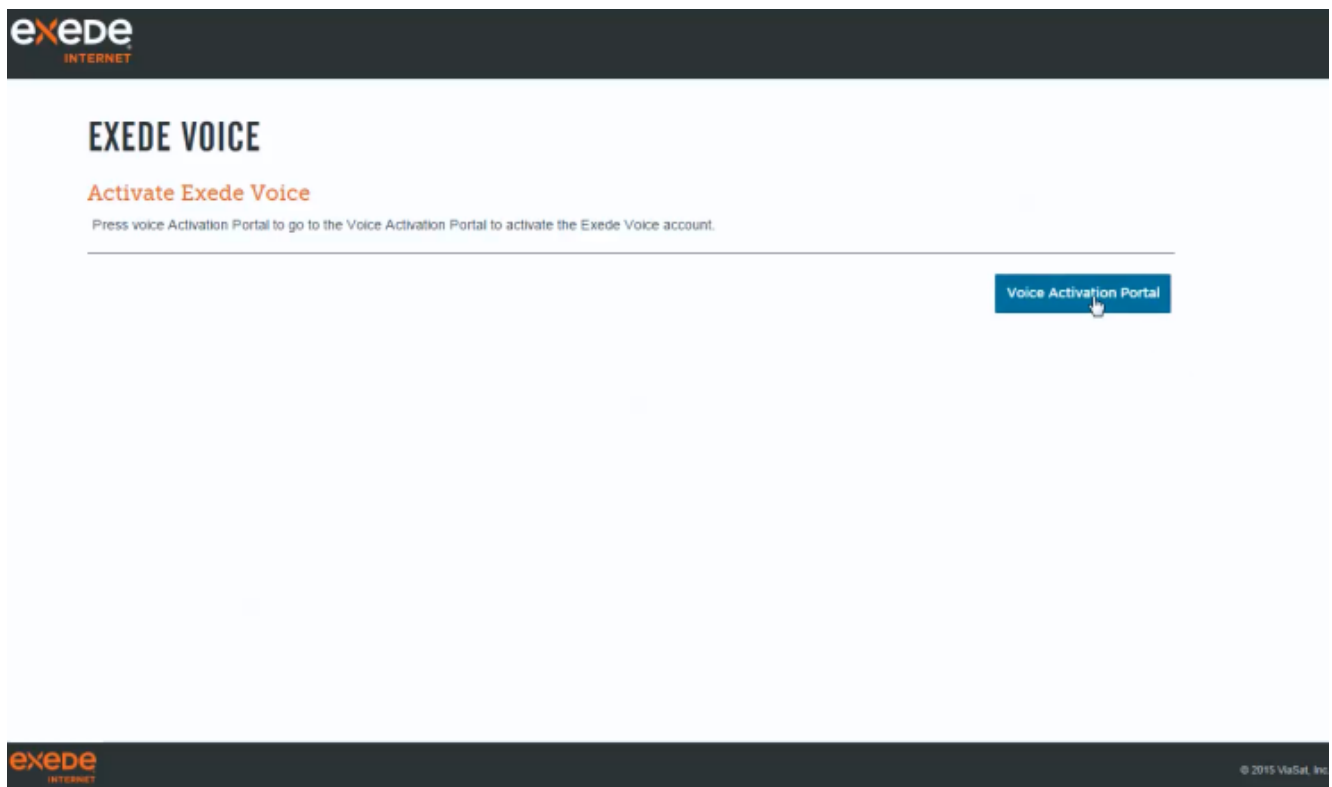 exede
INTERNET
EXEDE VOICE
Activate Exede Voice
Press voice Activation Portal to go to the Voice Activation Portal to activate the Exede Voice account.
Voice Activation Portal
exede
INTERNET
© 2015 ViaSat, Inc.